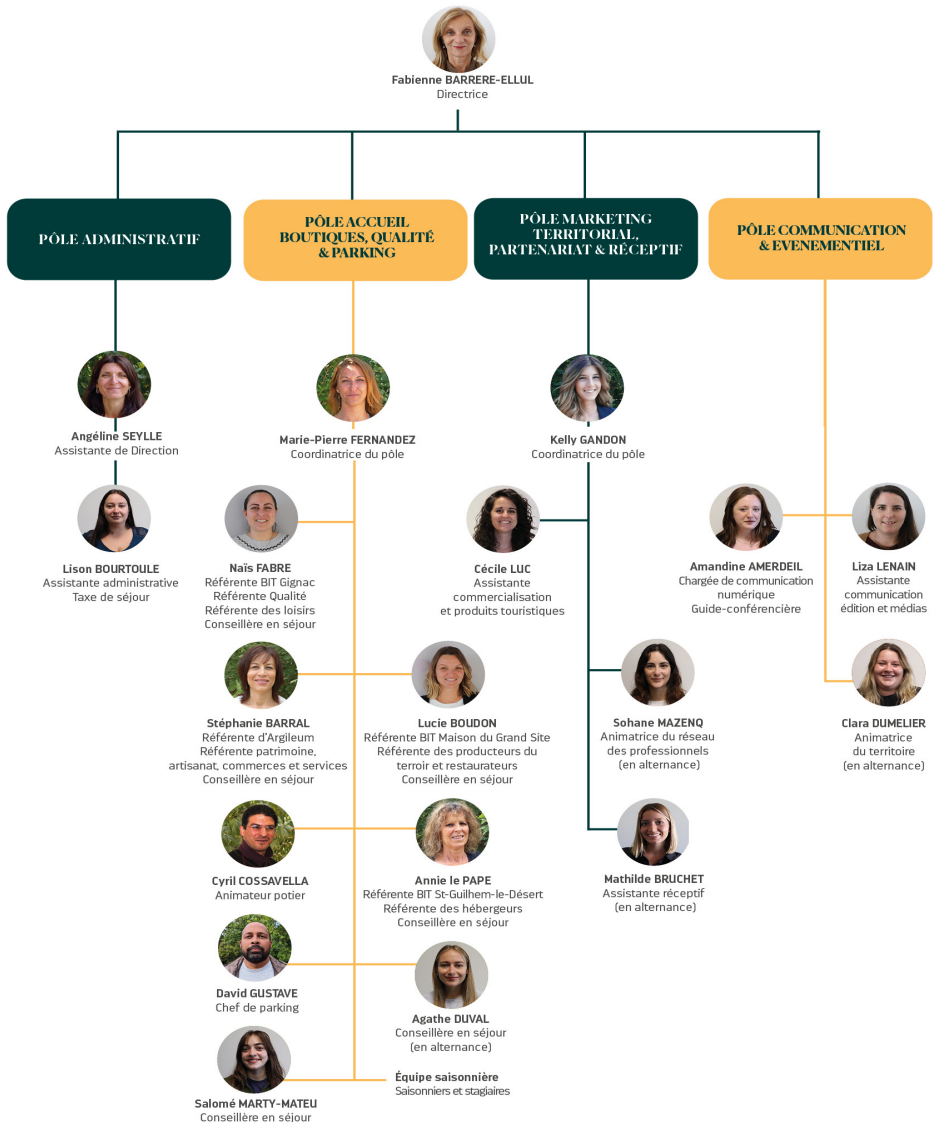 Fabienne BARRERE-ELLUL
Directrice
PÔLE ADMINISTRATIF
PÔLE ACCUEIL
BOUTIQUES, QUALITÉ
& PARKING
PÔLE MARKETING
TERRITORIAL,
PARTENARIAT & RÉCEPTIF
PÔLE COMMUNICATION
& EVENEMENTIEL
Angéline SEYLLE
Assistante de Direction
Marie-Pierre FERNANDEZ
Coordinatrice du pôle
Kelly GANDON
Coordinatrice du pôle
Lison BOURTOULE
Assistante administrative
Taxe de séjour
Naïs FABRE
Référente BIT Gignac
Référente Qualité
Référente des loisirs
Conseillère en séjour
Cécile LUC
Assistante
commercialisation
et produits touristiques
Amandine AMERDEIL
Chargée de communication
numérique
Guide-conférencière
Liza LENAIN
Assistante
communication
édition et médias
Stéphanie BARRAL
Référente d'Argileum
Référente patrimoine,
artisanat, commerces et services
Conseillère en séjour
Lucie BOUDON
Référente BIT Maison du Grand Site
Référente des producteurs du
terroir et restaurateurs
Conseillère en séjour
Sohane MAZENQ
Animatrice du réseau
des professionnels
(en alternance)
Clara DUMELIER
Animatrice
du territoire
(en alternance)
Cyril COSSAVELLA
Animateur potier
Annie le PAPE
Référente BIT St-Guilhem-le-Désert
Référente des hébergeurs
Conseillère en séjour
Mathilde BRUCHET
Assistante réceptif
(en alternance)
David GUSTAVE
Chef de parking
Agathe DUVAL
Conseillère en séjour
(en alternance)
Salomé MARTY-MATEU
Conseillère en séjour
Équipe saisonnière
Saisonniers et stagiaires